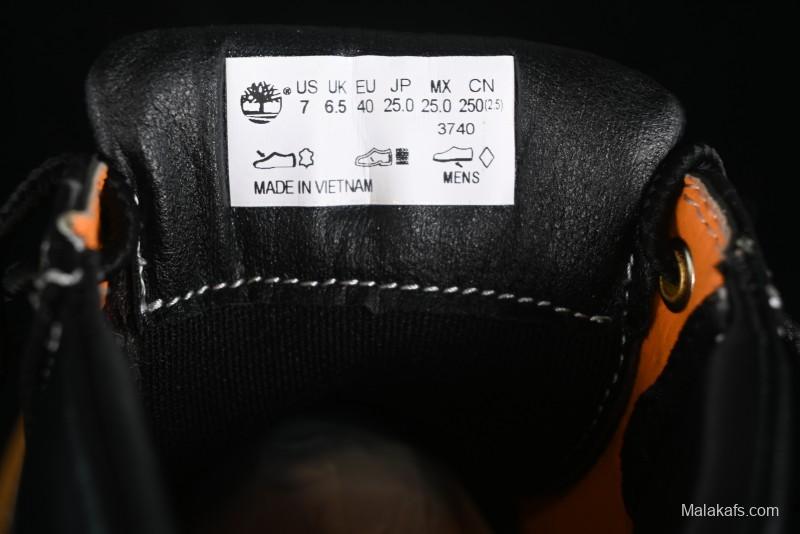 ® US UK EU JP MX CN
7 6.5 40 25.0 25.0 250(2.5)
3740
MADE IN VIETNAM MENS
Malakafs.com